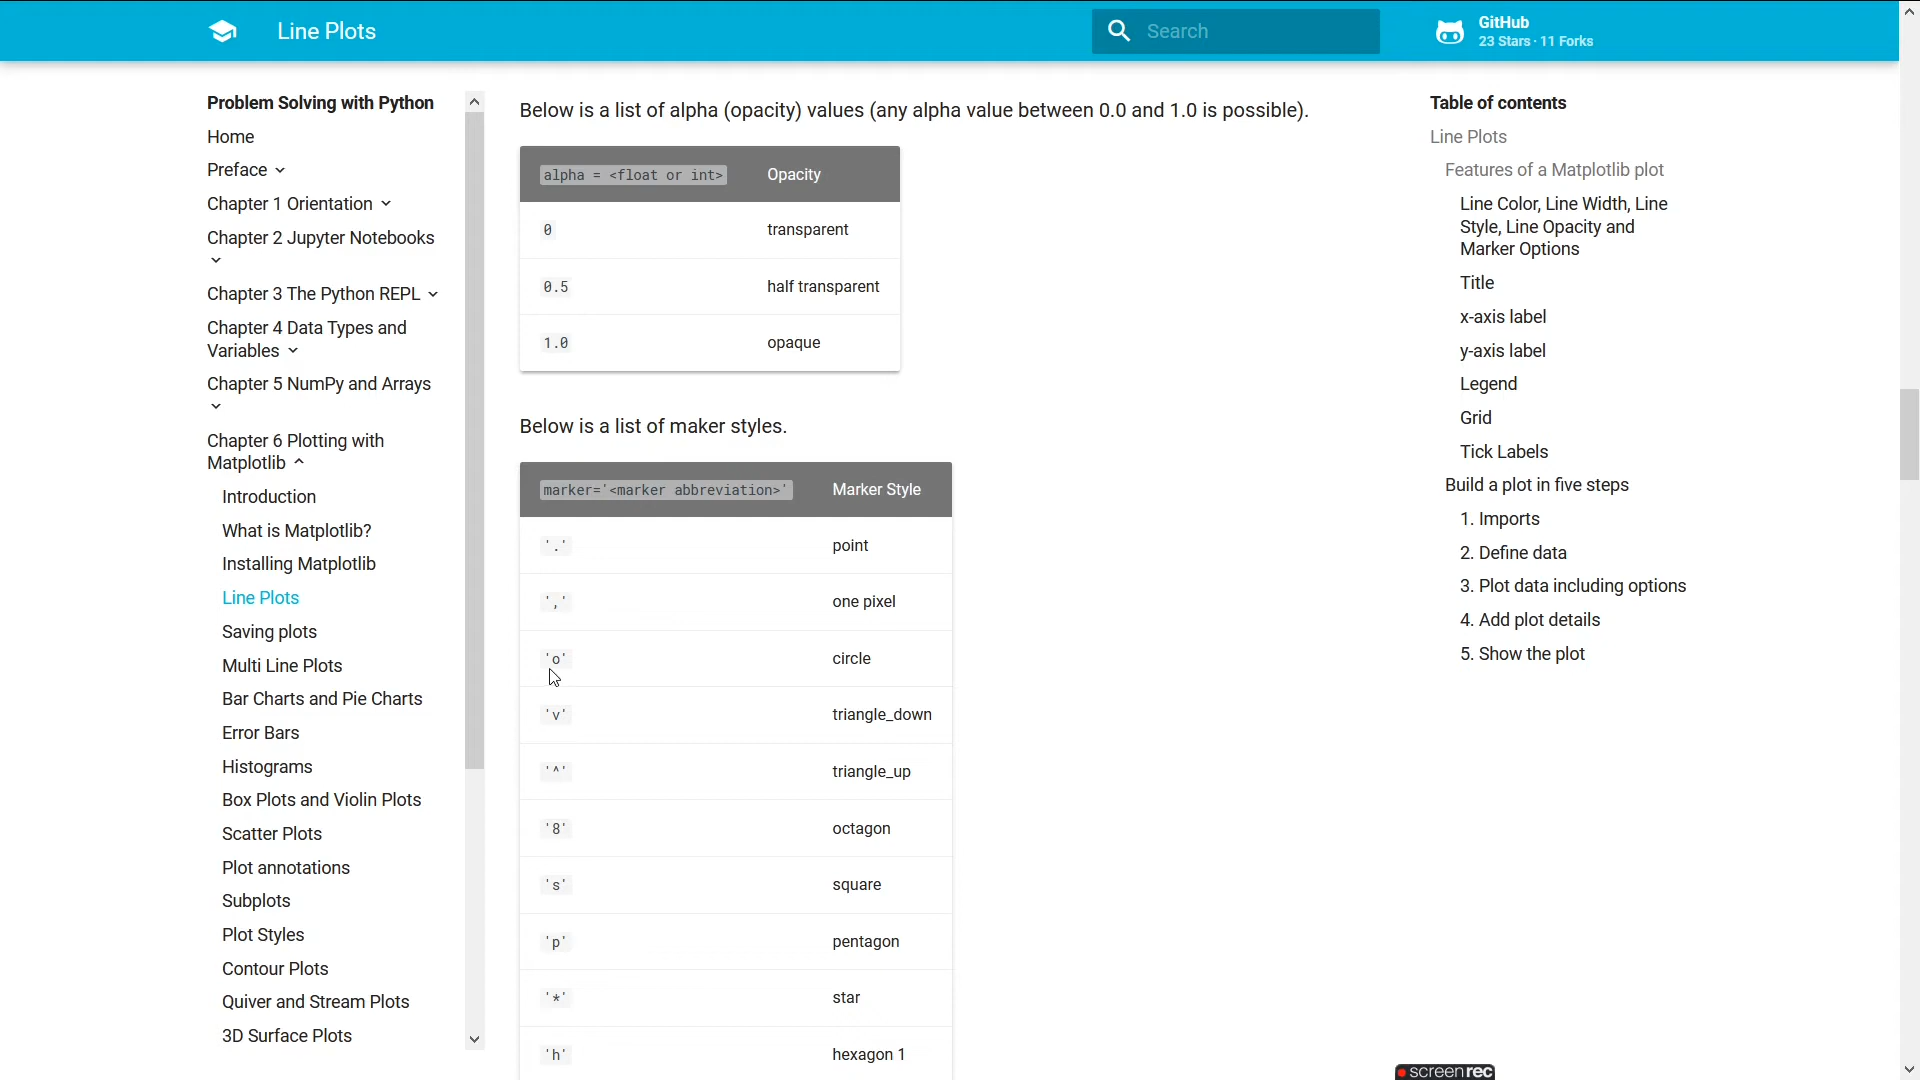 Line Plots
Search
GitHub
23 Stars · 11 Forks
Problem Solving with Python
Home
Preface
Chapter 1 Orientation
Chapter 2 Jupyter Notebooks
Chapter 3 The Python REPL
Chapter 4 Data Types and
Variables
Chapter 5 NumPy and Arrays
Chapter 6 Plotting with
Matplotlib
Introduction
What is Matplotlib?
Installing Matplotlib
Line Plots
Saving plots
Multi Line Plots
Bar Charts and Pie Charts
Error Bars
Histograms
Box Plots and Violin Plots
Scatter Plots
Plot annotations
Subplots
Plot Styles
Contour Plots
Quiver and Stream Plots
3D Surface Plots
Below is a list of alpha (opacity) values (any alpha value between 0.0 and 1.0 is possible).
alpha = <float or int> Opacity
0 transparent
0.5 half transparent
1.0 opaque
Below is a list of maker styles.
marker='<marker abbreviation>' Marker Style
'.' point
',' one pixel
'o' circle
'v' triangle_down
'^' triangle_up
'8' octagon
's' square
'p' pentagon
'*' star
'h' hexagon 1
Table of contents
Line Plots
Features of a Matplotlib plot
Line Color, Line Width, Line
Style, Line Opacity and
Marker Options
Title
x-axis label
y-axis label
Legend
Grid
Tick Labels
Build a plot in five steps
1. Imports
2. Define data
3. Plot data including options
4. Add plot details
5. Show the plot
screenrec